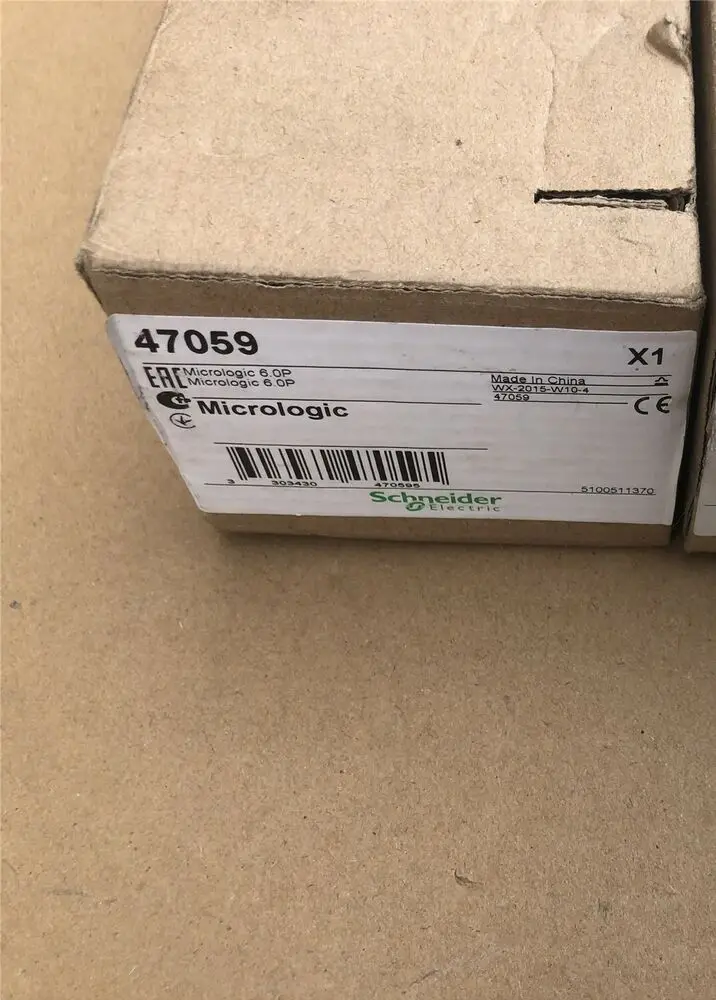 47059
X1
EAC
Micrologic 6.0P
Micrologic 6.0P
Made In China
WX-2015-W10-4
47059
CE
Micrologic
3 303430 470595
5100511370
Schneider
Electric